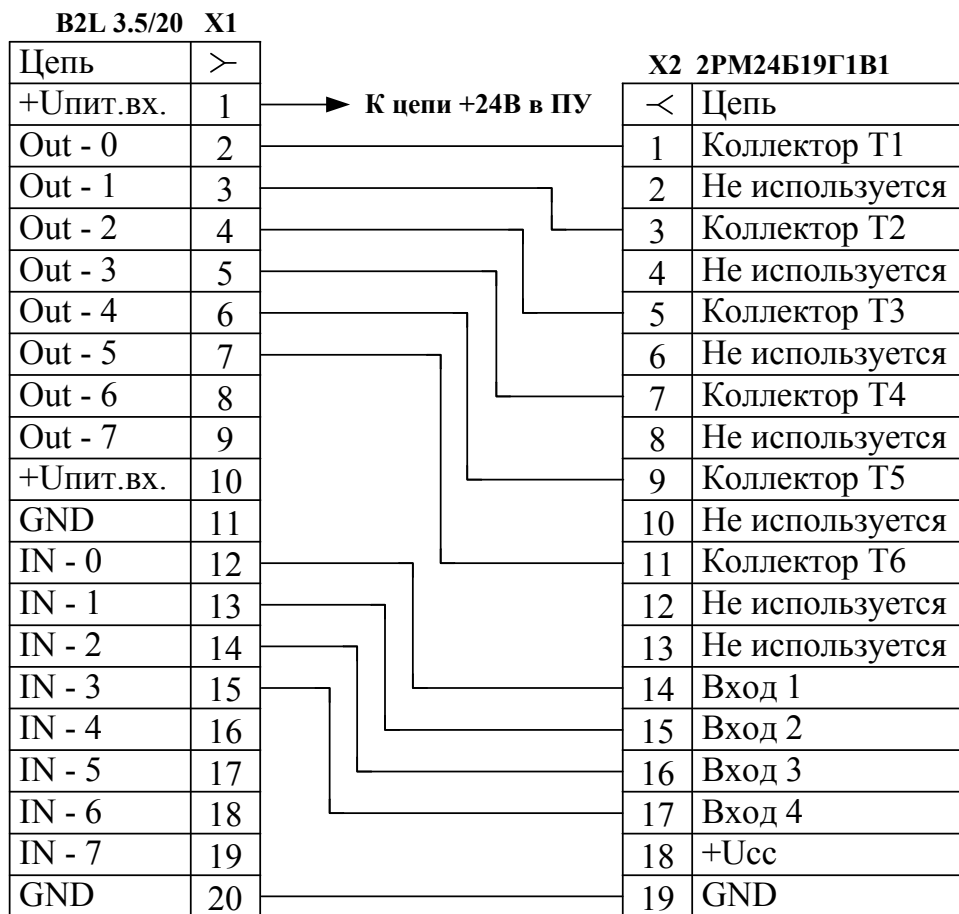 B2L 3.5/20 X1
Цепь
X2 2РМ24Б19Г1В1
+Uпит.вх. 1 К цепи +24В в ПУ Цепь
Out - 0 2 1 Коллектор Т1
Out - 1 3 2 Не используется
Out - 2 4 3 Коллектор Т2
Out - 3 5 4 Не используется
Out - 4 6 5 Коллектор Т3
Out - 5 7 6 Не используется
Out - 6 8 7 Коллектор Т4
Out - 7 9 8 Не используется
+Uпит.вх. 10 9 Коллектор Т5
GND 11 10 Не используется
IN - 0 12 11 Коллектор Т6
IN - 1 13 12 Не используется
IN - 2 14 13 Не используется
IN - 3 15 14 Вход 1
IN - 4 16 15 Вход 2
IN - 5 17 16 Вход 3
IN - 6 18 17 Вход 4
IN - 7 19 18 +Ucc
GND 20 19 GND